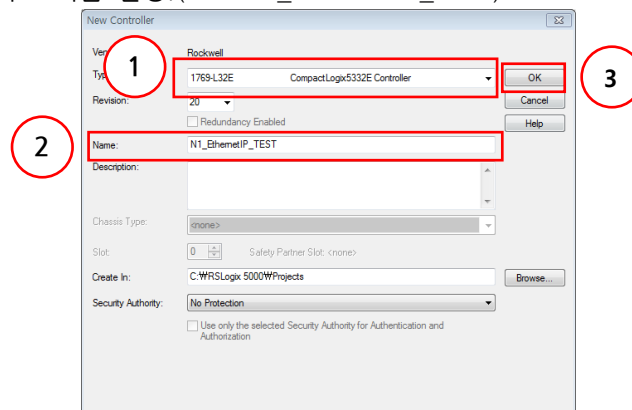 New Controller
Rockwell
1
1769-L32E CompactLogix5332E Controller
OK
3
Revision:
20
Cancel
Redundancy Enabled
Help
2
Name:
N1_EthernetIP_TEST
Description:
Chassis Type:
<none>
Slot:
0
Safety Partner Slot: <none>
Create In:
C:₩RSLogix 5000₩Projects
Browse...
Security Authority:
No Protection
Use only the selected Security Authority for Authentication and
Authorization